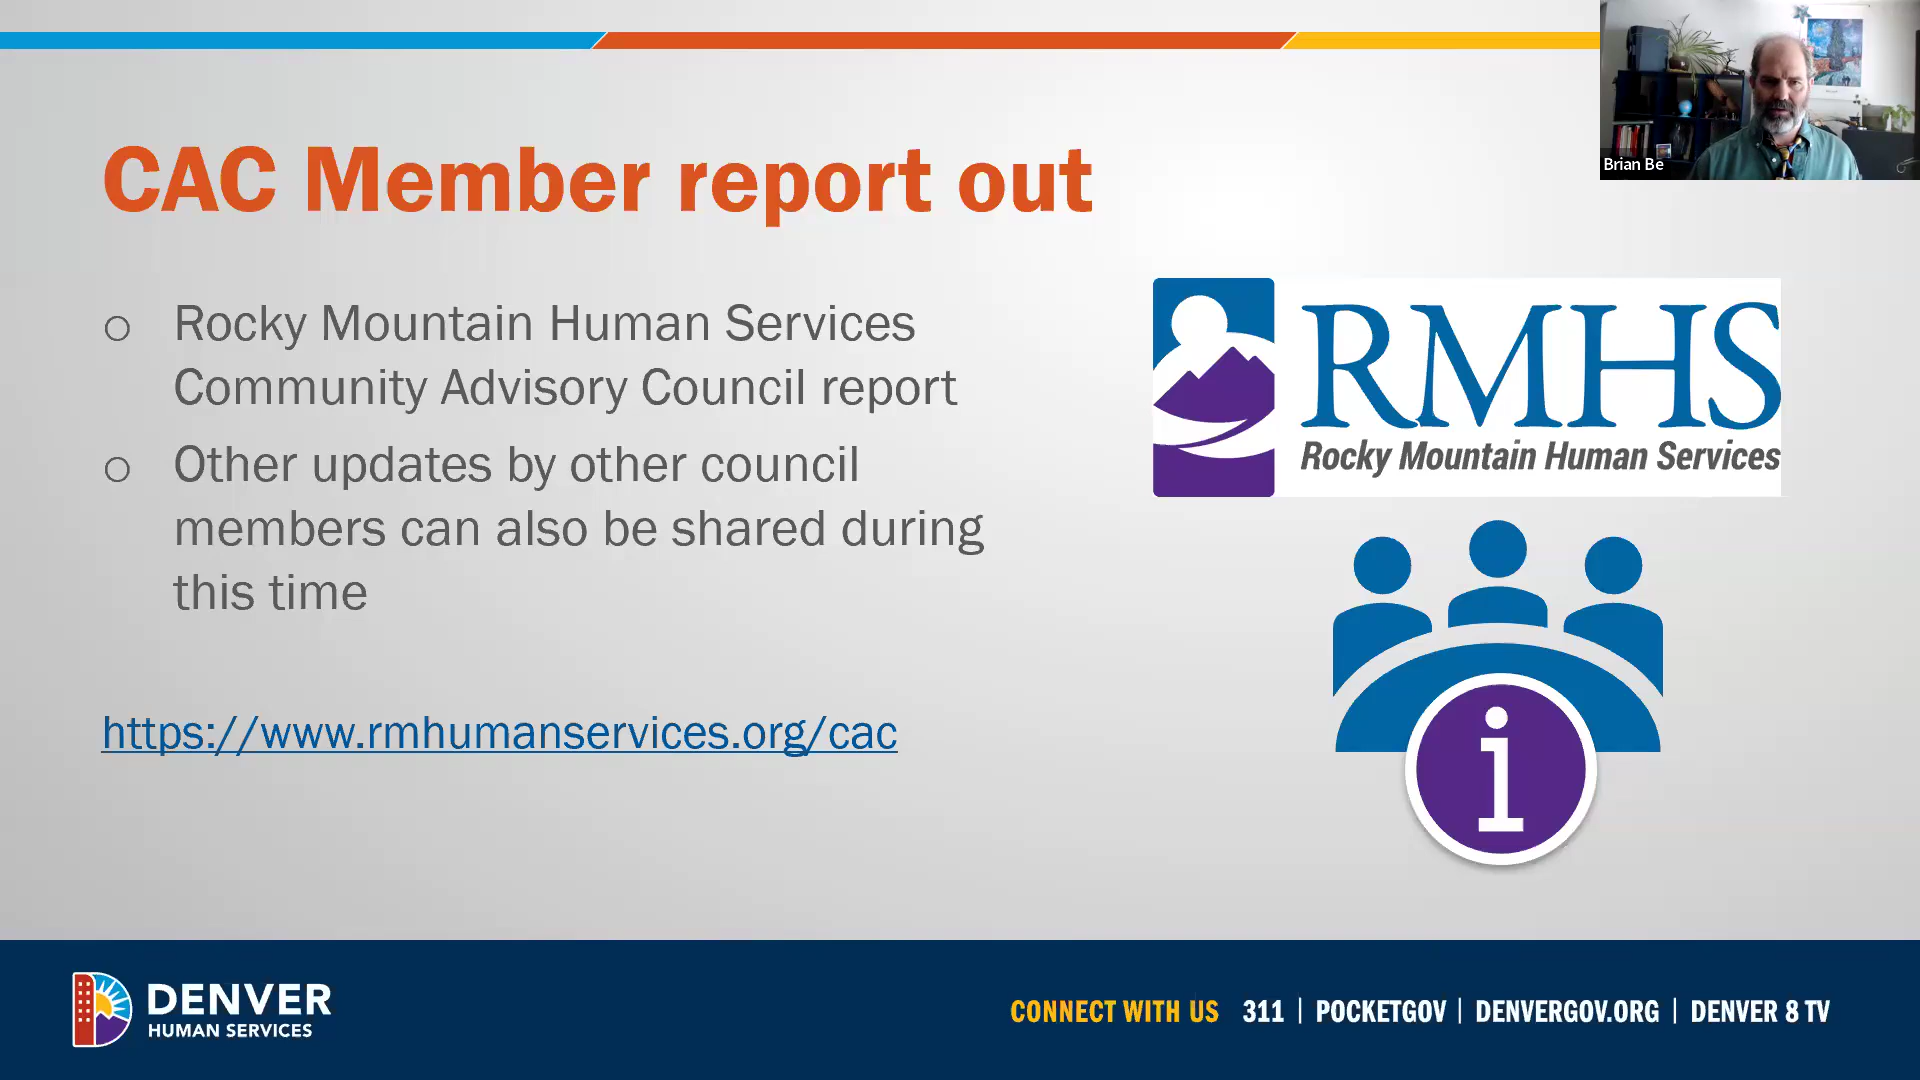 CAC Member report out
Brian Be
○ Rocky Mountain Human Services
Community Advisory Council report
○ Other updates by other council
members can also be shared during
this time
https://www.rmhumanservices.org/cac
RMHS
Rocky Mountain Human Services
i
DENVER
HUMAN SERVICES
CONNECT WITH US 311 | POCKETGOV | DENVERGOV.ORG | DENVER 8 TV